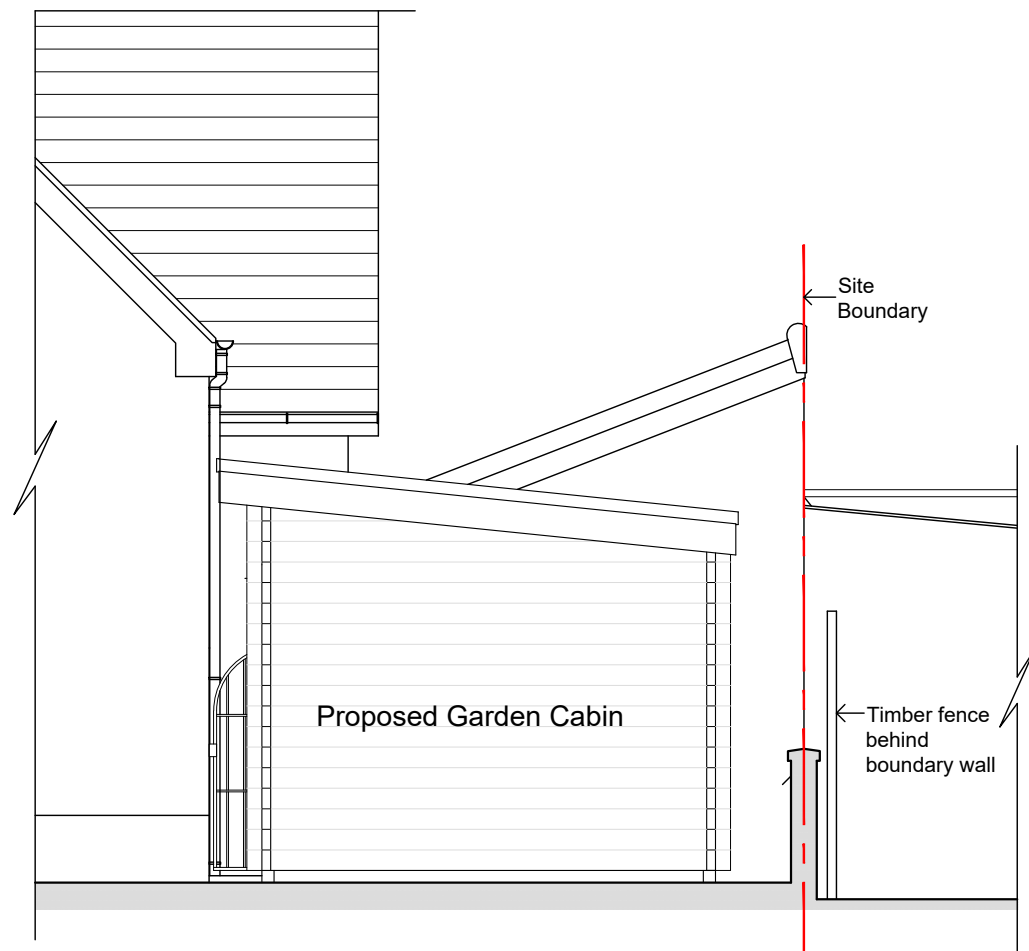 Site
Boundary
Proposed Garden Cabin
Timber fence
behind
boundary wall